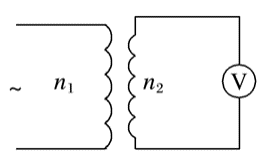 ~ n₁ n₂ V